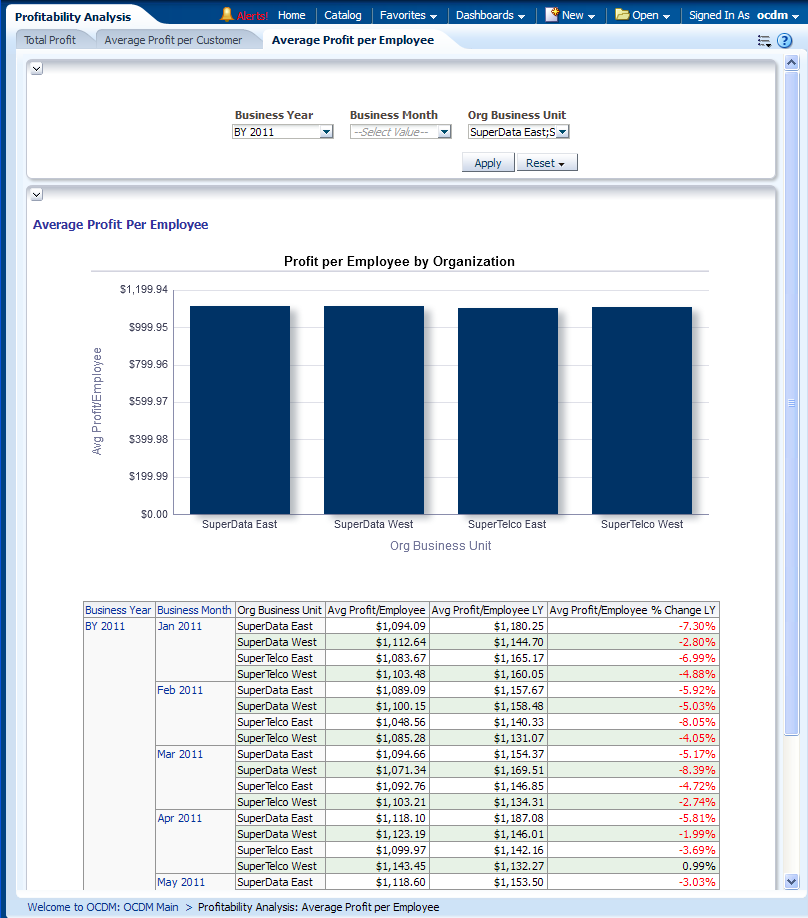 Profitability Analysis Alerts! Home Catalog Favorites Dashboards New Open Signed In As ocdm
Total Profit Average Profit per Customer Average Profit per Employee
Business Year Business Month Org Business Unit
BY 2011 --Select Value-- SuperData East;S
Apply Reset
Average Profit Per Employee
Profit per Employee by Organization
$1,199.94
$999.95
$799.96
$599.97
$399.98
$199.99
$0.00
Avg Profit/Employee
SuperData East SuperData West SuperTelco East SuperTelco West
Org Business Unit
Business Year Business Month Org Business Unit Avg Profit/Employee Avg Profit/Employee LY Avg Profit/Employee % Change LY
BY 2011 Jan 2011 SuperData East $1,094.09 $1,180.25 -7.30%
SuperData West $1,112.64 $1,144.70 -2.80%
SuperTelco East $1,083.67 $1,165.17 -6.99%
SuperTelco West $1,103.48 $1,160.05 -4.88%
Feb 2011 SuperData East $1,089.09 $1,157.67 -5.92%
SuperData West $1,100.15 $1,158.48 -5.03%
SuperTelco East $1,048.56 $1,140.33 -8.05%
SuperTelco West $1,085.28 $1,131.07 -4.05%
Mar 2011 SuperData East $1,094.66 $1,154.37 -5.17%
SuperData West $1,071.34 $1,169.51 -8.39%
SuperTelco East $1,092.76 $1,146.85 -4.72%
SuperTelco West $1,103.21 $1,134.31 -2.74%
Apr 2011 SuperData East $1,118.10 $1,187.08 -5.81%
SuperData West $1,123.19 $1,146.01 -1.99%
SuperTelco East $1,099.97 $1,142.16 -3.69%
SuperTelco West $1,143.45 $1,132.27 0.99%
May 2011 SuperData East $1,118.60 $1,153.50 -3.03%
Welcome to OCDM: OCDM Main > Profitability Analysis: Average Profit per Employee